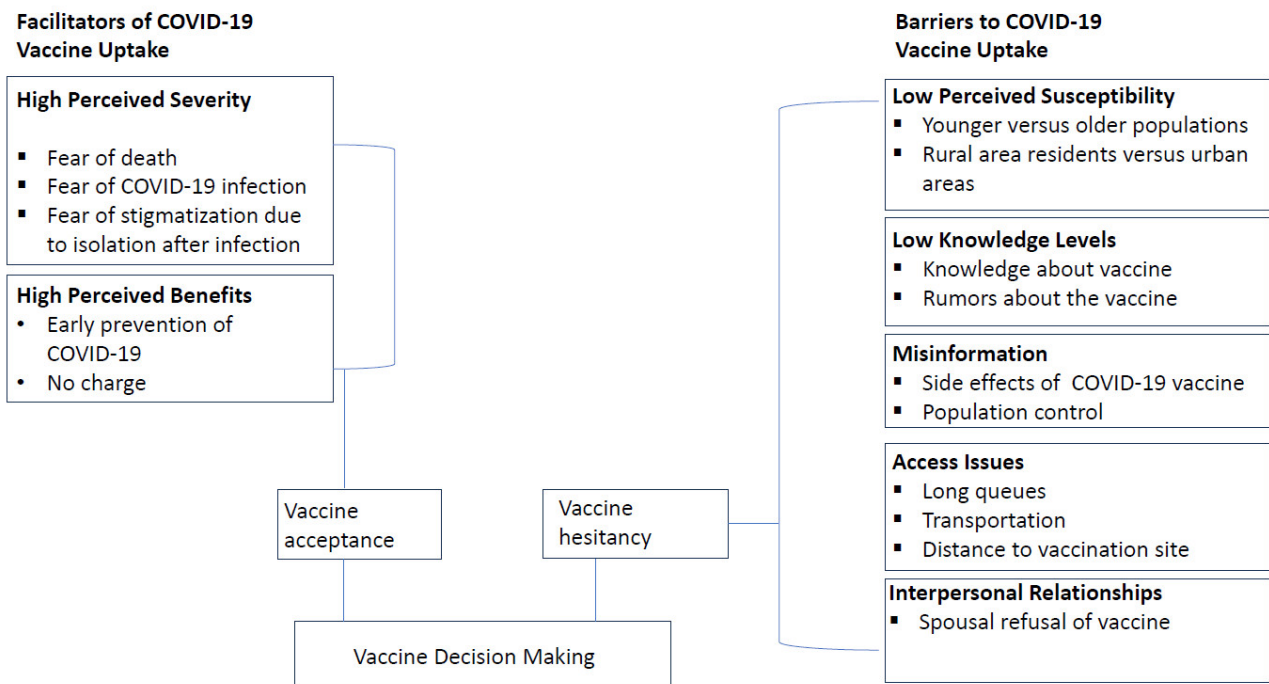 Facilitators of COVID-19
Vaccine Uptake
High Perceived Severity
▪ Fear of death
▪ Fear of COVID-19 infection
▪ Fear of stigmatization due
to isolation after infection
High Perceived Benefits
• Early prevention of
COVID-19
• No charge
Vaccine
acceptance
Vaccine
hesitancy
Vaccine Decision Making
Barriers to COVID-19
Vaccine Uptake
Low Perceived Susceptibility
▪ Younger versus older populations
▪ Rural area residents versus urban
areas
Low Knowledge Levels
▪ Knowledge about vaccine
▪ Rumors about the vaccine
Misinformation
▪ Side effects of COVID-19 vaccine
▪ Population control
Access Issues
▪ Long queues
▪ Transportation
▪ Distance to vaccination site
Interpersonal Relationships
▪ Spousal refusal of vaccine